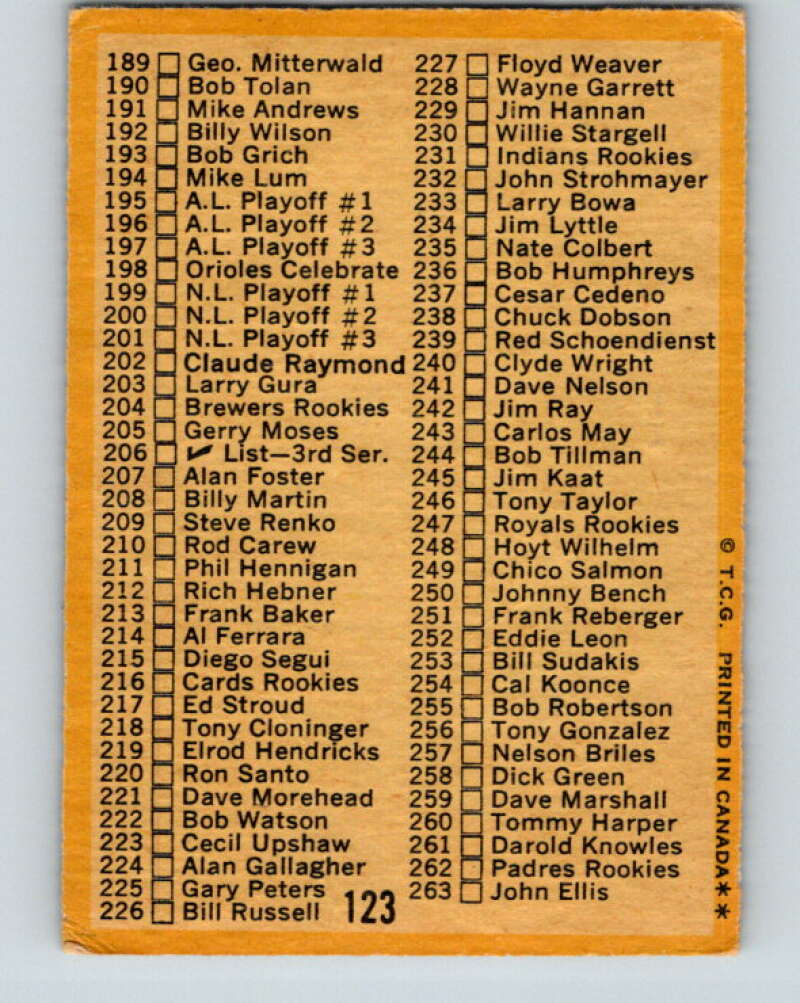 189 Geo. Mitterwald
190 Bob Tolan
191 Mike Andrews
192 Billy Wilson
193 Bob Grich
194 Mike Lum
195 A.L. Playoff #1
196 A.L. Playoff #2
197 A.L. Playoff #3
198 Orioles Celebrate
199 N.L. Playoff #1
200 N.L. Playoff #2
201 N.L. Playoff #3
202 Claude Raymond
203 Larry Gura
204 Brewers Rookies
205 Gerry Moses
206 ✔ List—3rd Ser.
207 Alan Foster
208 Billy Martin
209 Steve Renko
210 Rod Carew
211 Phil Hennigan
212 Rich Hebner
213 Frank Baker
214 Al Ferrara
215 Diego Segui
216 Cards Rookies
217 Ed Stroud
218 Tony Cloninger
219 Elrod Hendricks
220 Ron Santo
221 Dave Morehead
222 Bob Watson
223 Cecil Upshaw
224 Alan Gallagher
225 Gary Peters
226 Bill Russell
123
227 Floyd Weaver
228 Wayne Garrett
229 Jim Hannan
230 Willie Stargell
231 Indians Rookies
232 John Strohmayer
233 Larry Bowa
234 Jim Lyttle
235 Nate Colbert
236 Bob Humphreys
237 Cesar Cedeno
238 Chuck Dobson
239 Red Schoendienst
240 Clyde Wright
241 Dave Nelson
242 Jim Ray
243 Carlos May
244 Bob Tillman
245 Jim Kaat
246 Tony Taylor
247 Royals Rookies
248 Hoyt Wilhelm
249 Chico Salmon
250 Johnny Bench
251 Frank Reberger
252 Eddie Leon
253 Bill Sudakis
254 Cal Koonce
255 Bob Robertson
256 Tony Gonzalez
257 Nelson Briles
258 Dick Green
259 Dave Marshall
260 Tommy Harper
261 Darold Knowles
262 Padres Rookies
263 John Ellis
© T.C.G. PRINTED IN CANADA**